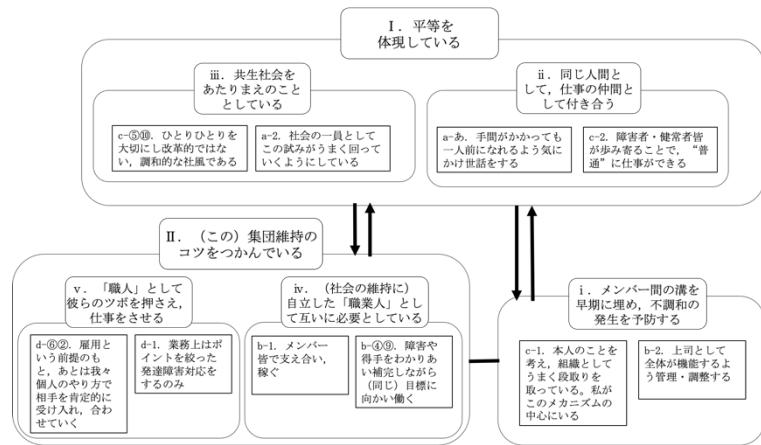 Ⅰ．平等を
体現している
ⅲ．共生社会を
あたりまえのこと
としている
c-⑤⑩．ひとりひとりを
大切にし改革的ではな
い，調和的な社風である
a-2．社会の一員として
この試みがうまく回って
いくようにしている
ⅱ．同じ人間と
して，仕事の仲間
として付き合う
a-あ．手間がかかっても
一人前になれるよう気に
かけ世話をする
c-2．障害者・健常者皆
が歩み寄ることで，“普
通”に仕事ができる
Ⅱ．（この）集団維持の
コツをつかんでいる
ⅴ．「職人」として
彼らのツボを押さえ，
仕事をさせる
d-⑥②．雇用
という前提のも
と，あとは我々
個人のやり方で
相手を肯定的に
受け入れ，合わ
せていく
d-1．業務上はポ
イントを絞った
発達障害対応を
するのみ
ⅳ．（社会の維持に）
自立した「職業人」とし
て互いに必要としている
b-1．メンバー
皆で支え合い，
稼ぐ
b-④⑨．障害や
得手をわかりあ
い補完しながら
（同じ）目標に
向かい働く
ⅰ．メンバー間の溝を
早期に埋め，不調和の
発生を予防する
c-1．本人のことを
考え，組織として
うまく段取りを
取っている。私が
このメカニズムの
中心にいる
b-2．上司として
全体が機能するよ
う管理・調整する